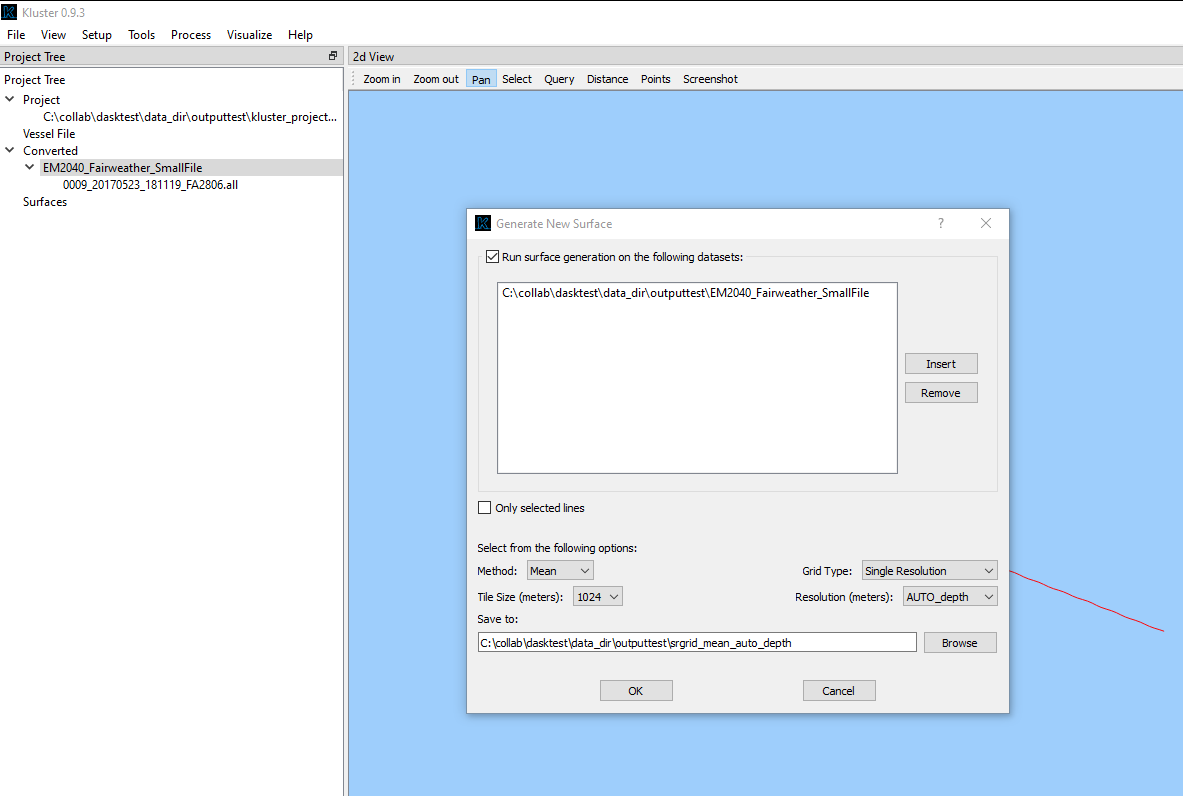 Kluster 0.9.3
File View Setup Tools Process Visualize Help
Project Tree
2d View
Project Tree
Zoom in Zoom out Pan Select Query Distance Points Screenshot
Project
C:\collab\dasktest\data_dir\outputtest\kluster_project...
Vessel File
Converted
EM2040_Fairweather_SmallFile
0009_20170523_181119_FA2806.all
Surfaces
Generate New Surface ?
Run surface generation on the following datasets:
C:\collab\dasktest\data_dir\outputtest\EM2040_Fairweather_SmallFile
Insert
Remove
Only selected lines
Select from the following options:
Method: Mean Grid Type: Single Resolution
Tile Size (meters): 1024 Resolution (meters): AUTO_depth
Save to:
C:\collab\dasktest\data_dir\outputtest\srgrid_mean_auto_depth Browse
OK Cancel